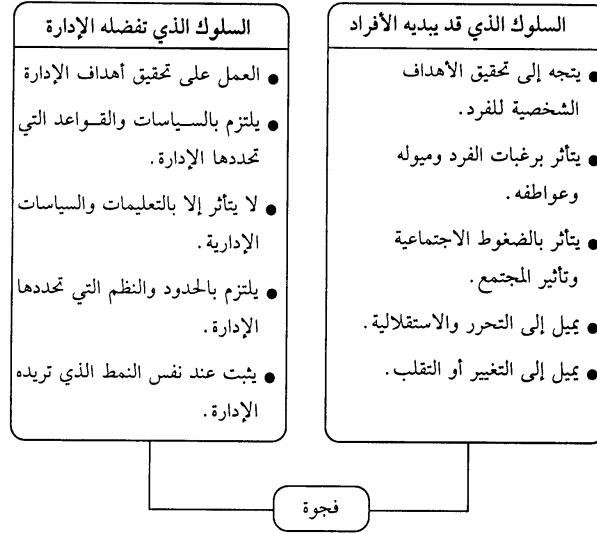 السلوك الذي قد يبديه الأفراد
● يتجه إلى تحقيق الأهداف
الشخصية للفرد.
● يتأثر برغبات الفرد وميوله
وعواطفه.
● يتأثر بالضغوط الاجتماعية
وتأثير المجتمع.
● يميل إلى التحرر والاستقلالية.
● يميل إلى التغيير أو التقلب.
السلوك الذي تفضله الإدارة
● العمل على تحقيق أهداف الإدارة
● يلتزم بالســياسات والقــواعد التي
تحددها الإدارة.
● لا يتأثر إلا بالتعليمات والسياسات
الإدارية.
● يلتزم بالحدود والنظم التي تحددها
الإدارة.
● يثبت عند نفس النمط الذي تريده
الإدارة.
فجوة